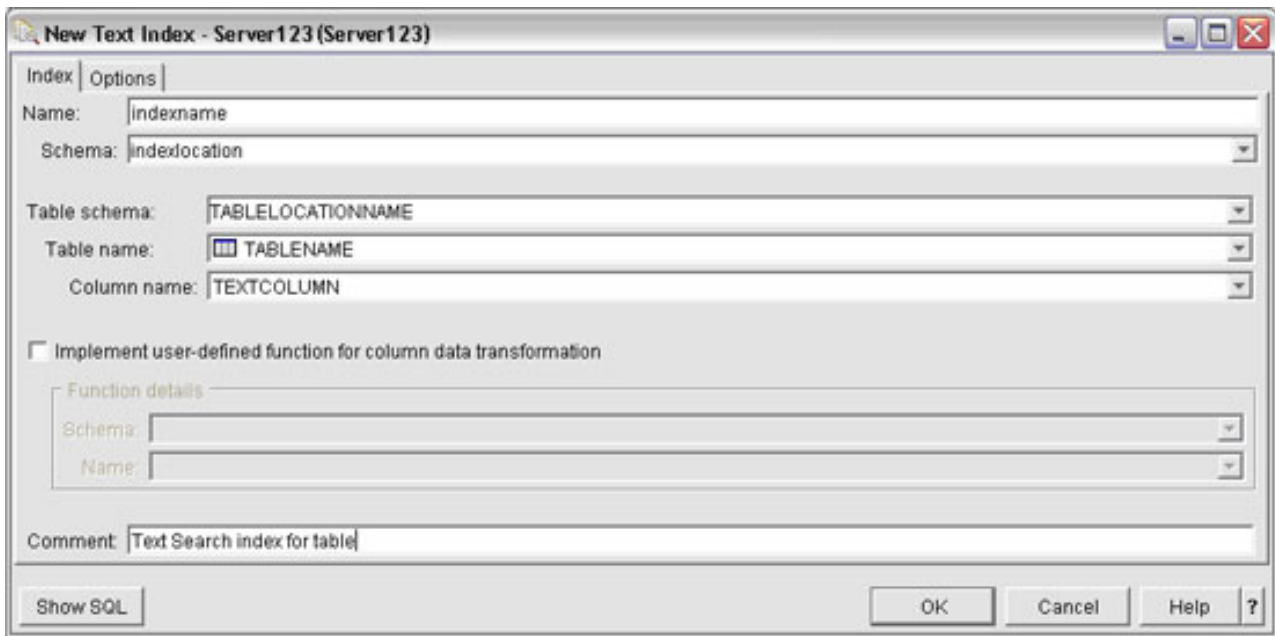 New Text Index - Server123 (Server123)
Index Options
Name: indexname
Schema: indexlocation
Table schema: TABLELOCATIONNAME
Table name: TABLENAME
Column name: TEXTCOLUMN
Implement user-defined function for column data transformation
Function details
Schema:
Name:
Comment: Text Search index for table
Show SQL OK Cancel Help ?